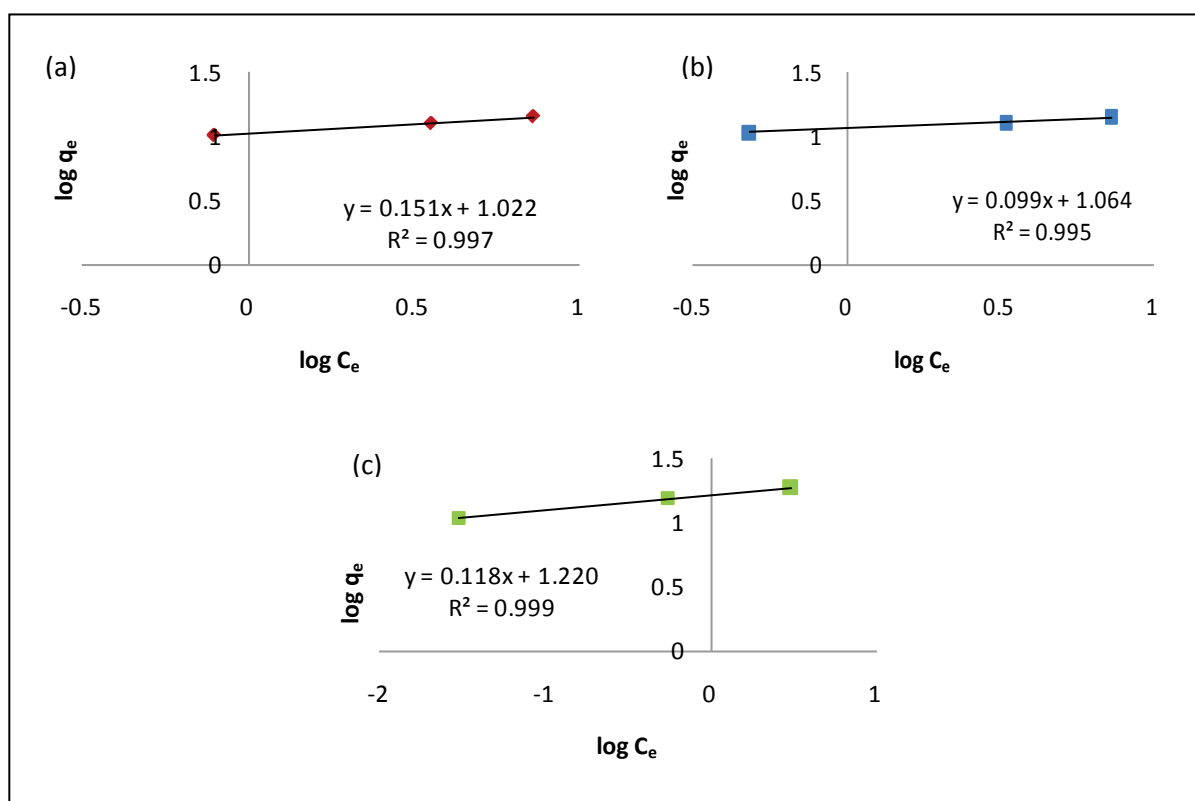 (a)
1.5
1
0.5
0
log qₑ
y = 0.151x + 1.022
R² = 0.997
-0.5 0 0.5 1
log Cₑ
(b)
1.5
1
0.5
0
log qₑ
y = 0.099x + 1.064
R² = 0.995
-0.5 0 0.5 1
log Cₑ
(c)
1.5
1
0.5
0
log qₑ
y = 0.118x + 1.220
R² = 0.999
-2 -1 0 1
log Cₑ